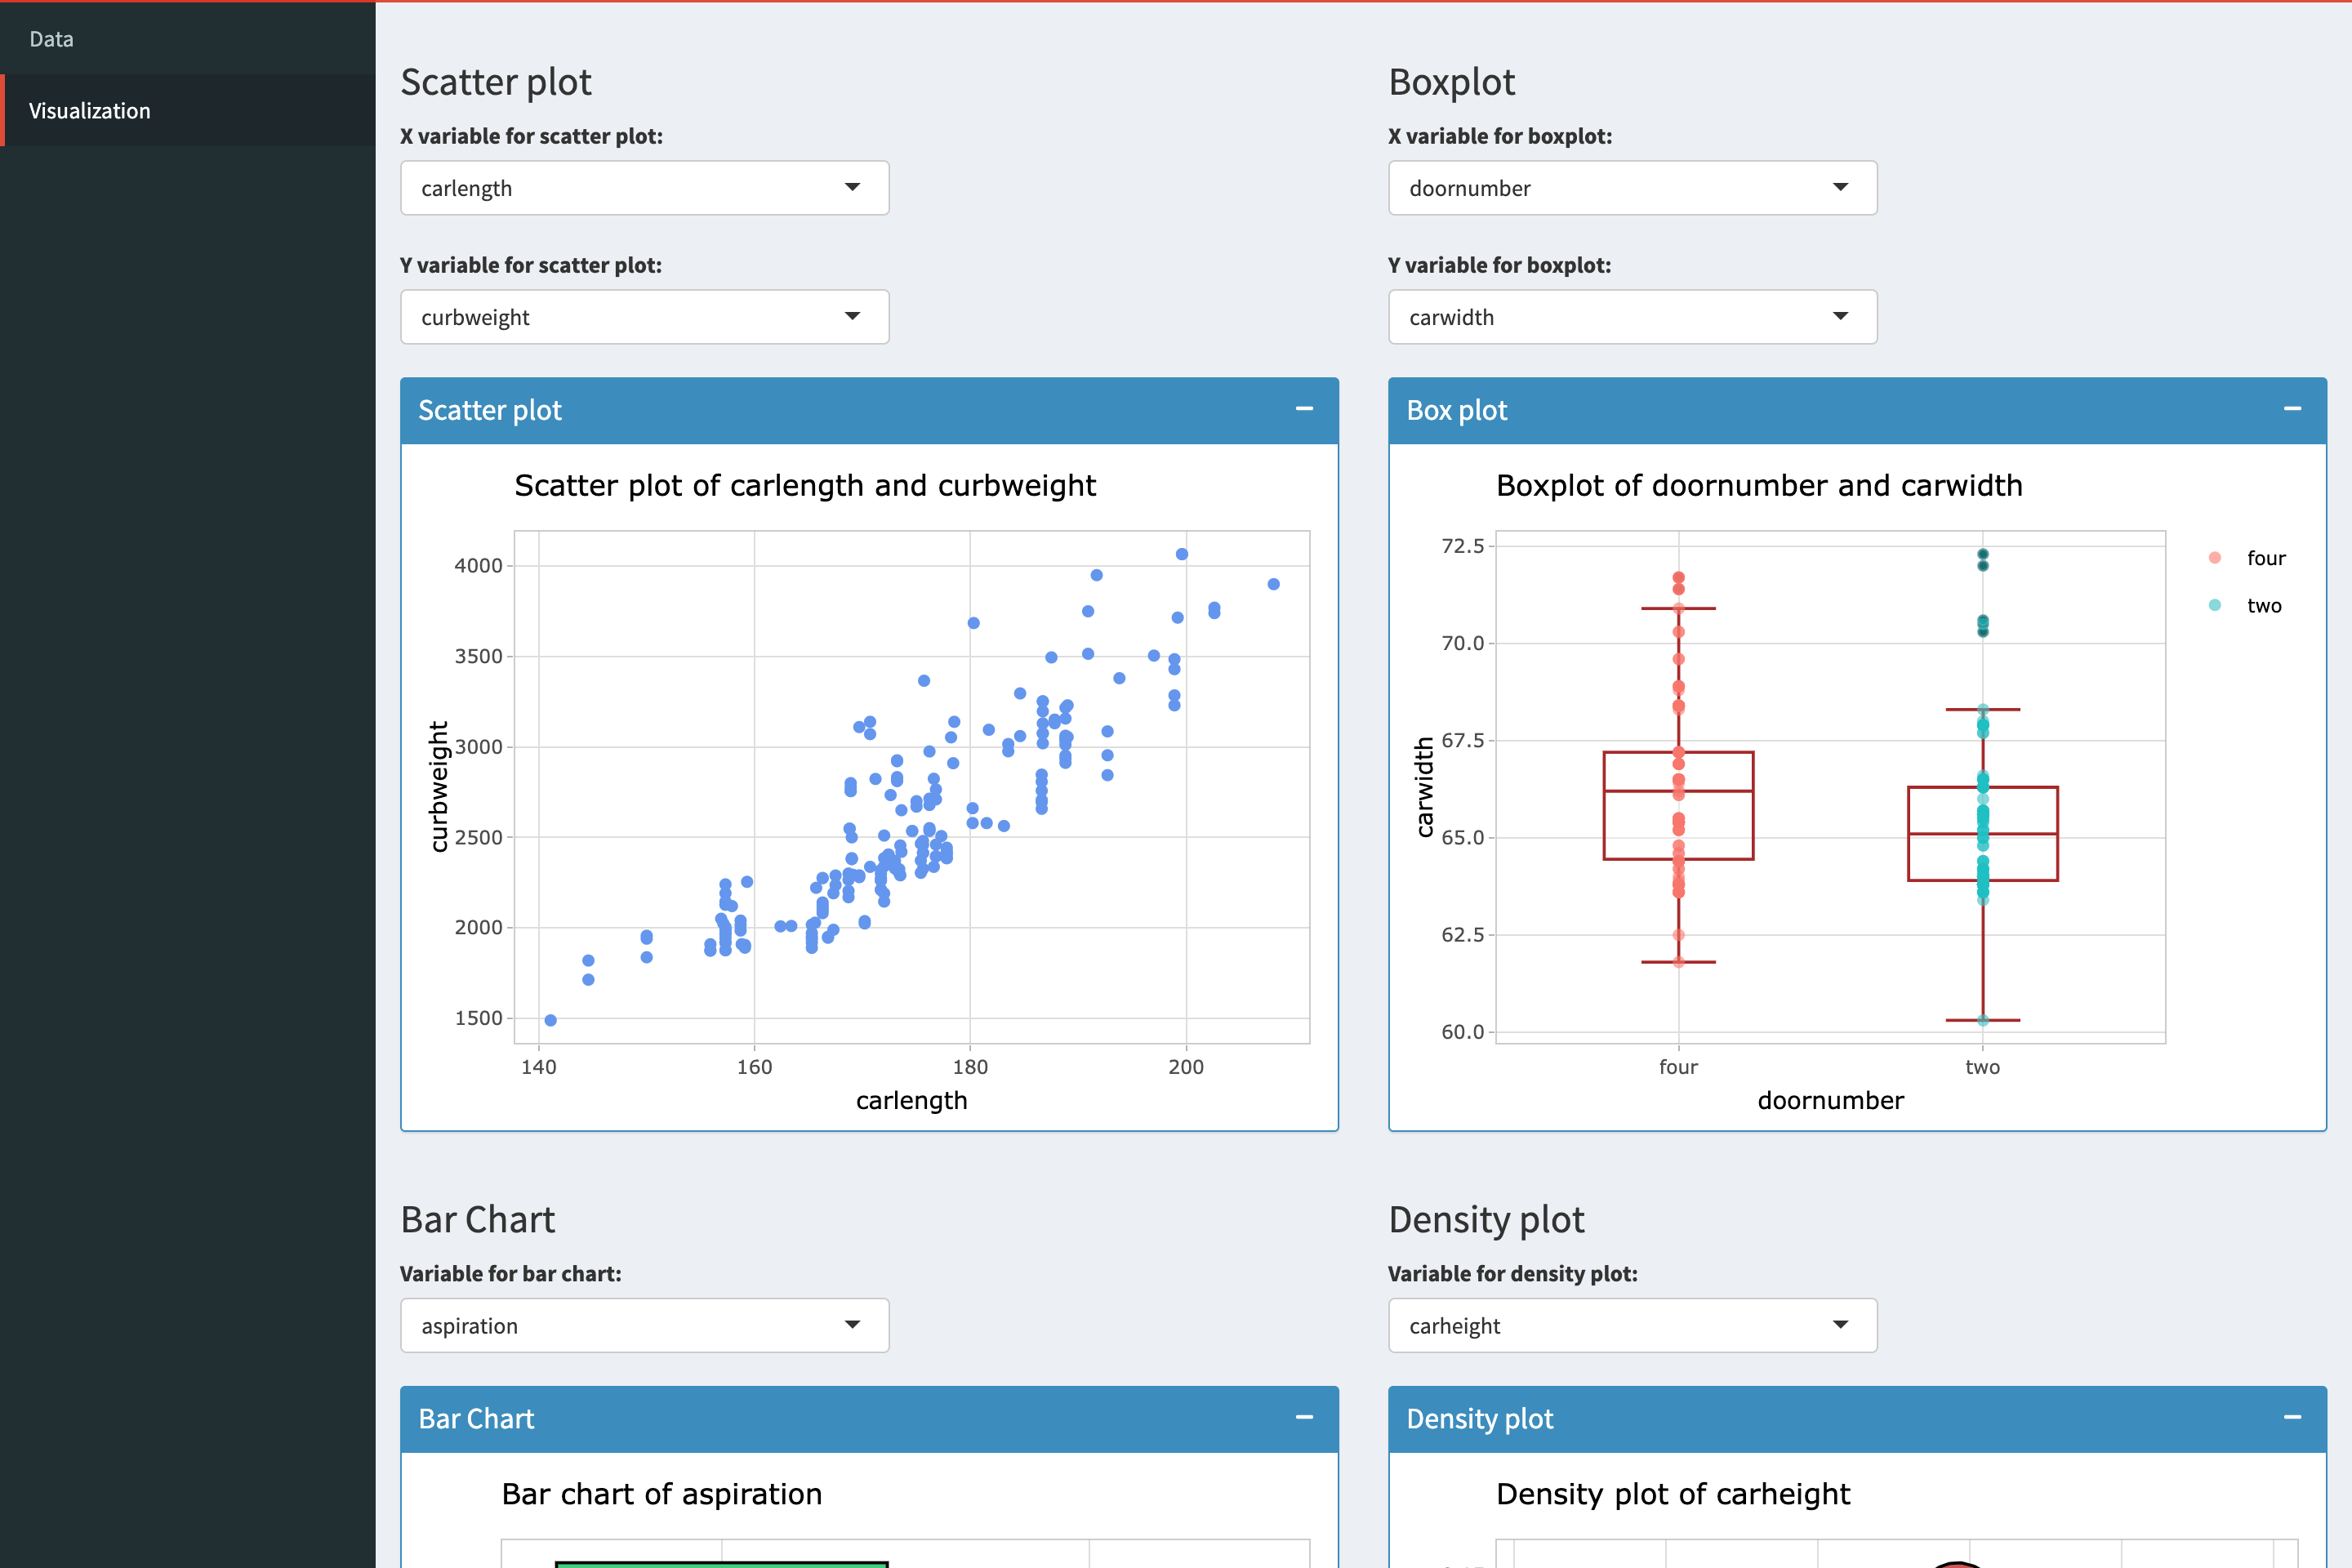 Data
Visualization
Scatter plot
X variable for scatter plot:
carlength
Y variable for scatter plot:
curbweight
Scatter plot
Scatter plot of carlength and curbweight
4000
3500
3000
2500
2000
1500
curbweight
140 160 180 200
carlength
Boxplot
X variable for boxplot:
doornumber
Y variable for boxplot:
carwidth
Box plot
Boxplot of doornumber and carwidth
72.5
70.0
67.5
65.0
62.5
60.0
carwidth
four
two
four two
doornumber
Bar Chart
Variable for bar chart:
aspiration
Bar Chart
Bar chart of aspiration
Density plot
Variable for density plot:
carheight
Density plot
Density plot of carheight